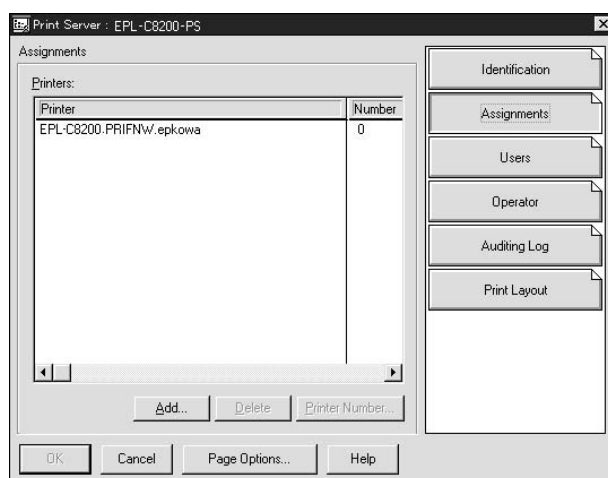 Print Server : EPL-C8200-PS
Assignments
Printers:
Printer Number
EPL-C8200.PRIFNW.epkowa 0
Add... Delete Printer Number...
OK Cancel Page Options... Help
Identification
Assignments
Users
Operator
Auditing Log
Print Layout